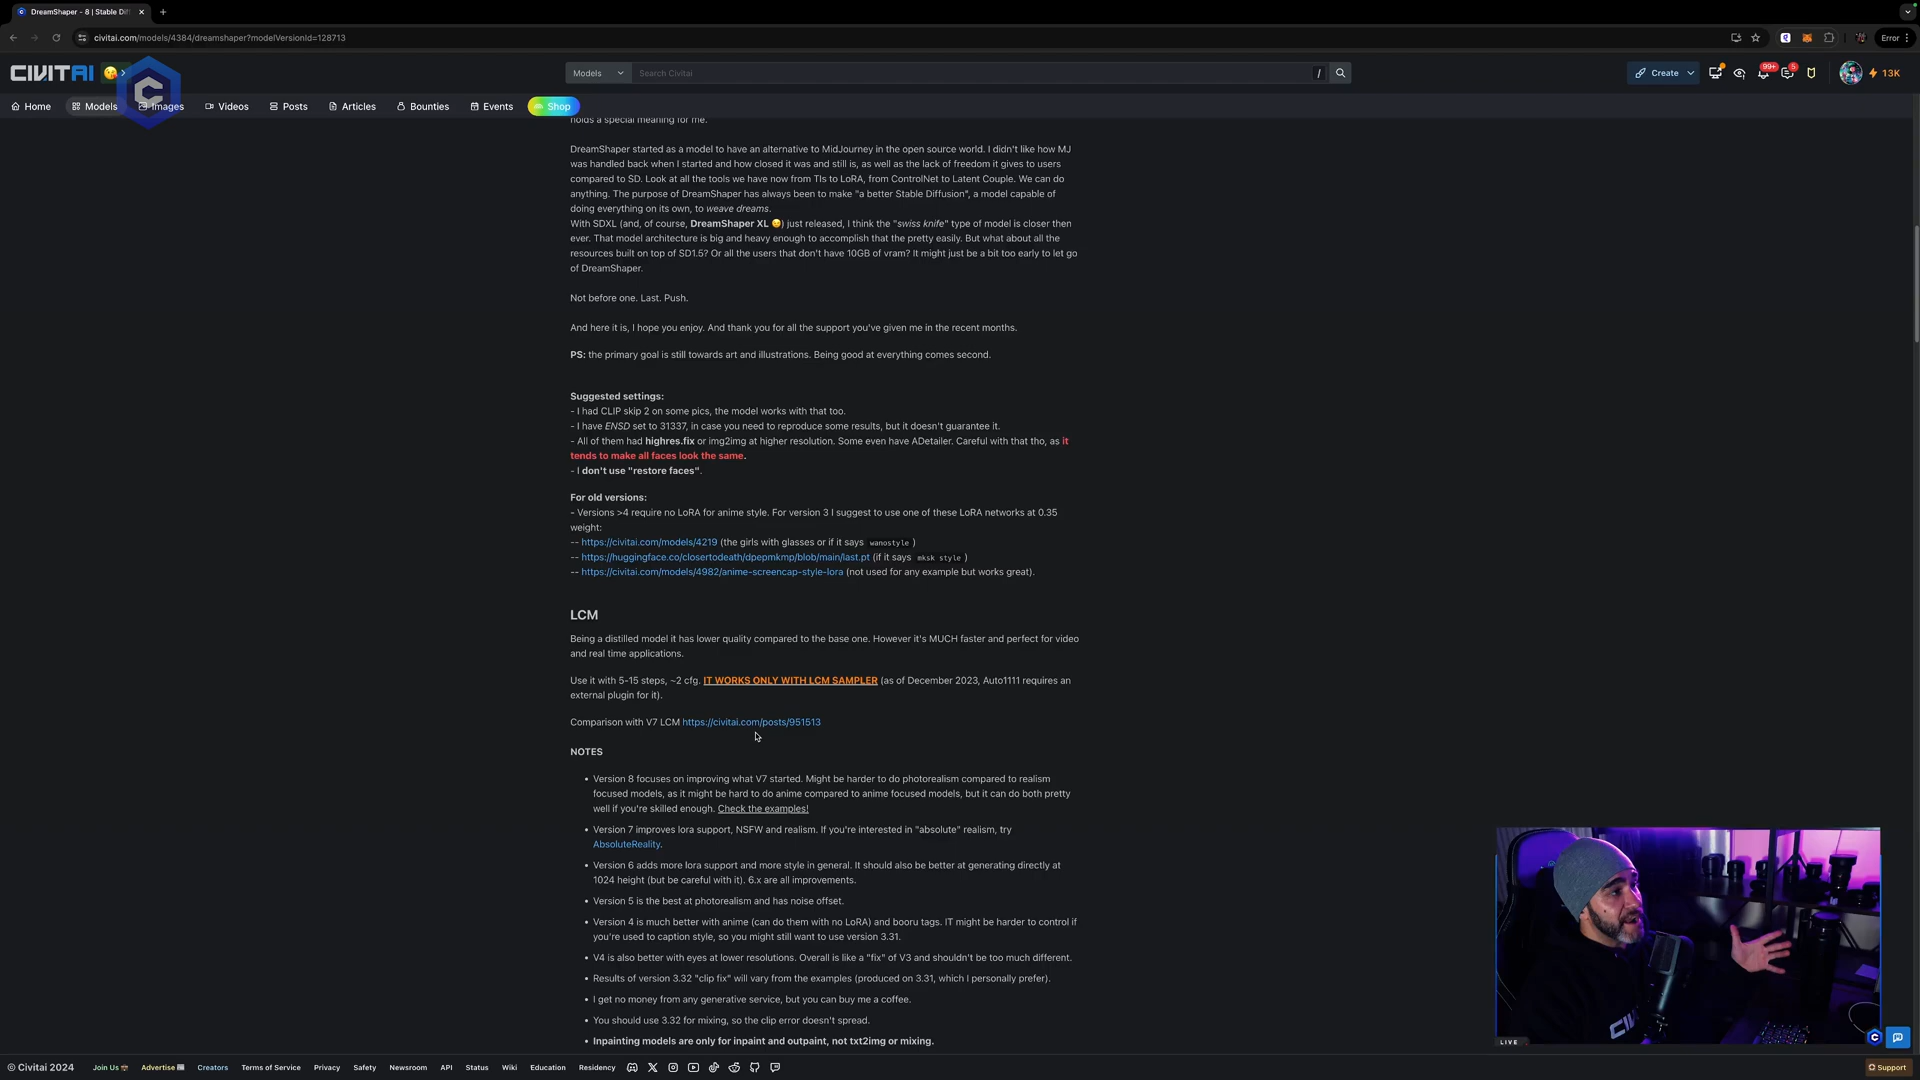 DreamShaper - 8 | Stable Dif
civitai.com/models/4384/dreamshaper?modelVersionId=128713
Error
CIVITAI
Models
Search Civitai
/
Create
99+
5
13K
Home
Models
Images
Videos
Posts
Articles
Bounties
Events
Shop
holds a special meaning for me.
DreamShaper started as a model to have an alternative to MidJourney in the open source world. I didn't like how MJ
was handled back when I started and how closed it was and still is, as well as the lack of freedom it gives to users
compared to SD. Look at all the tools we have now from TIs to LoRA, from ControlNet to Latent Couple. We can do
anything. The purpose of DreamShaper has always been to make "a better Stable Diffusion", a model capable of
doing everything on its own, to weave dreams.
With SDXL (and, of course, DreamShaper XL 😉) just released, I think the "swiss knife" type of model is closer then
ever. That model architecture is big and heavy enough to accomplish that the pretty easily. But what about all the
resources built on top of SD1.5? Or all the users that don't have 10GB of vram? It might just be a bit too early to let go
of DreamShaper.
Not before one. Last. Push.
And here it is, I hope you enjoy. And thank you for all the support you've given me in the recent months.
PS: the primary goal is still towards art and illustrations. Being good at everything comes second.
Suggested settings:
- I had CLIP skip 2 on some pics, the model works with that too.
- I have ENSD set to 31337, in case you need to reproduce some results, but it doesn't guarantee it.
- All of them had highres.fix or img2img at higher resolution. Some even have ADetailer. Careful with that tho, as it
tends to make all faces look the same.
- I don't use "restore faces".
For old versions:
- Versions >4 require no LoRA for anime style. For version 3 I suggest to use one of these LoRA networks at 0.35
weight:
-- https://civitai.com/models/4219 (the girls with glasses or if it says wanostyle )
-- https://huggingface.co/closertodeath/dpepmkmp/blob/main/last.pt (if it says mksk style )
-- https://civitai.com/models/4982/anime-screencap-style-lora (not used for any example but works great).
LCM
Being a distilled model it has lower quality compared to the base one. However it's MUCH faster and perfect for video
and real time applications.
Use it with 5-15 steps, ~2 cfg. IT WORKS ONLY WITH LCM SAMPLER (as of December 2023, Auto1111 requires an
external plugin for it).
Comparison with V7 LCM https://civitai.com/posts/951513
NOTES
• Version 8 focuses on improving what V7 started. Might be harder to do photorealism compared to realism
focused models, as it might be hard to do anime compared to anime focused models, but it can do both pretty
well if you're skilled enough. Check the examples!
• Version 7 improves lora support, NSFW and realism. If you're interested in "absolute" realism, try
AbsoluteReality.
• Version 6 adds more lora support and more style in general. It should also be better at generating directly at
1024 height (but be careful with it). 6.x are all improvements.
• Version 5 is the best at photorealism and has noise offset.
• Version 4 is much better with anime (can do them with no LoRA) and booru tags. IT might be harder to control if
you're used to caption style, so you might still want to use version 3.31.
• V4 is also better with eyes at lower resolutions. Overall is like a "fix" of V3 and shouldn't be too much different.
• Results of version 3.32 "clip fix" will vary from the examples (produced on 3.31, which I personally prefer).
• I get no money from any generative service, but you can buy me a coffee.
• You should use 3.32 for mixing, so the clip error doesn't spread.
• Inpainting models are only for inpaint and outpaint, not txt2img or mixing.
LIVE
© Civitai 2024
Join Us
Advertise
Creators
Terms of Service
Privacy
Safety
Newsroom
API
Status
Wiki
Education
Residency
Support